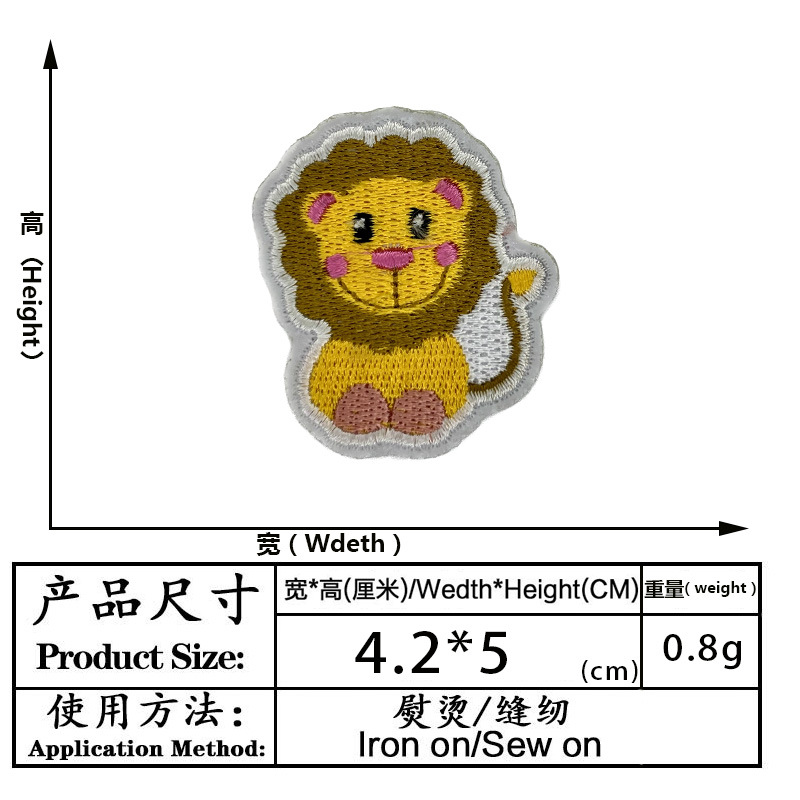 高（Height）
宽（Wdeth）
产品尺寸
Product Size:
宽*高(厘米)/Wedth*Height(CM)
重量( weight )
4.2*5 (cm)
0.8g
使用方法：
Application Method:
熨烫/缝纫
Iron on/Sew on